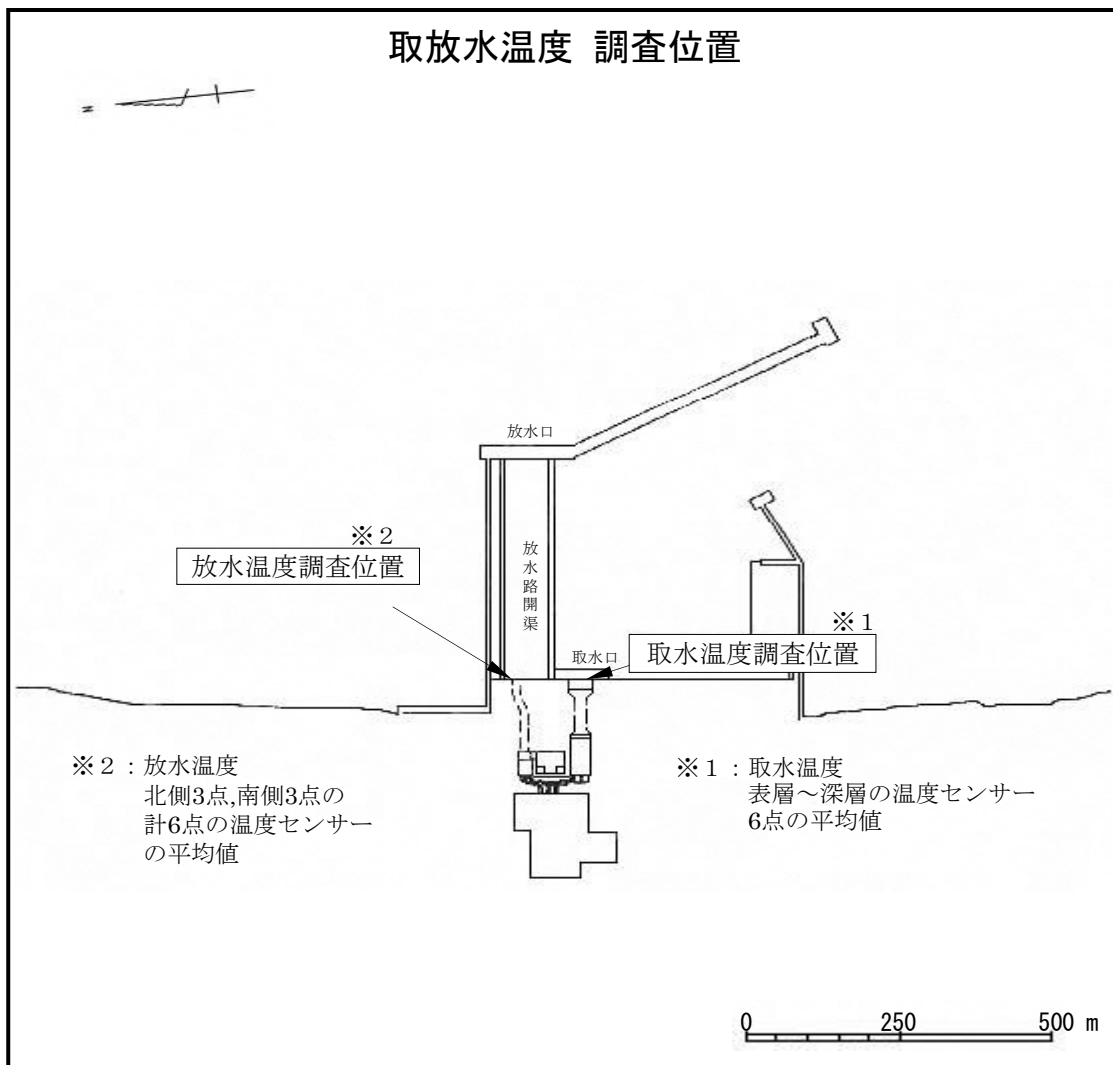 取放水温度 調査位置
N
放水口
※２
放水温度調査位置
放水路開渠
※１
取水口
取水温度調査位置
※２：放水温度
北側3点,南側3点の
計6点の温度センサー
の平均値
※１：取水温度
表層～深層の温度センサー
6点の平均値
0 250 500 m